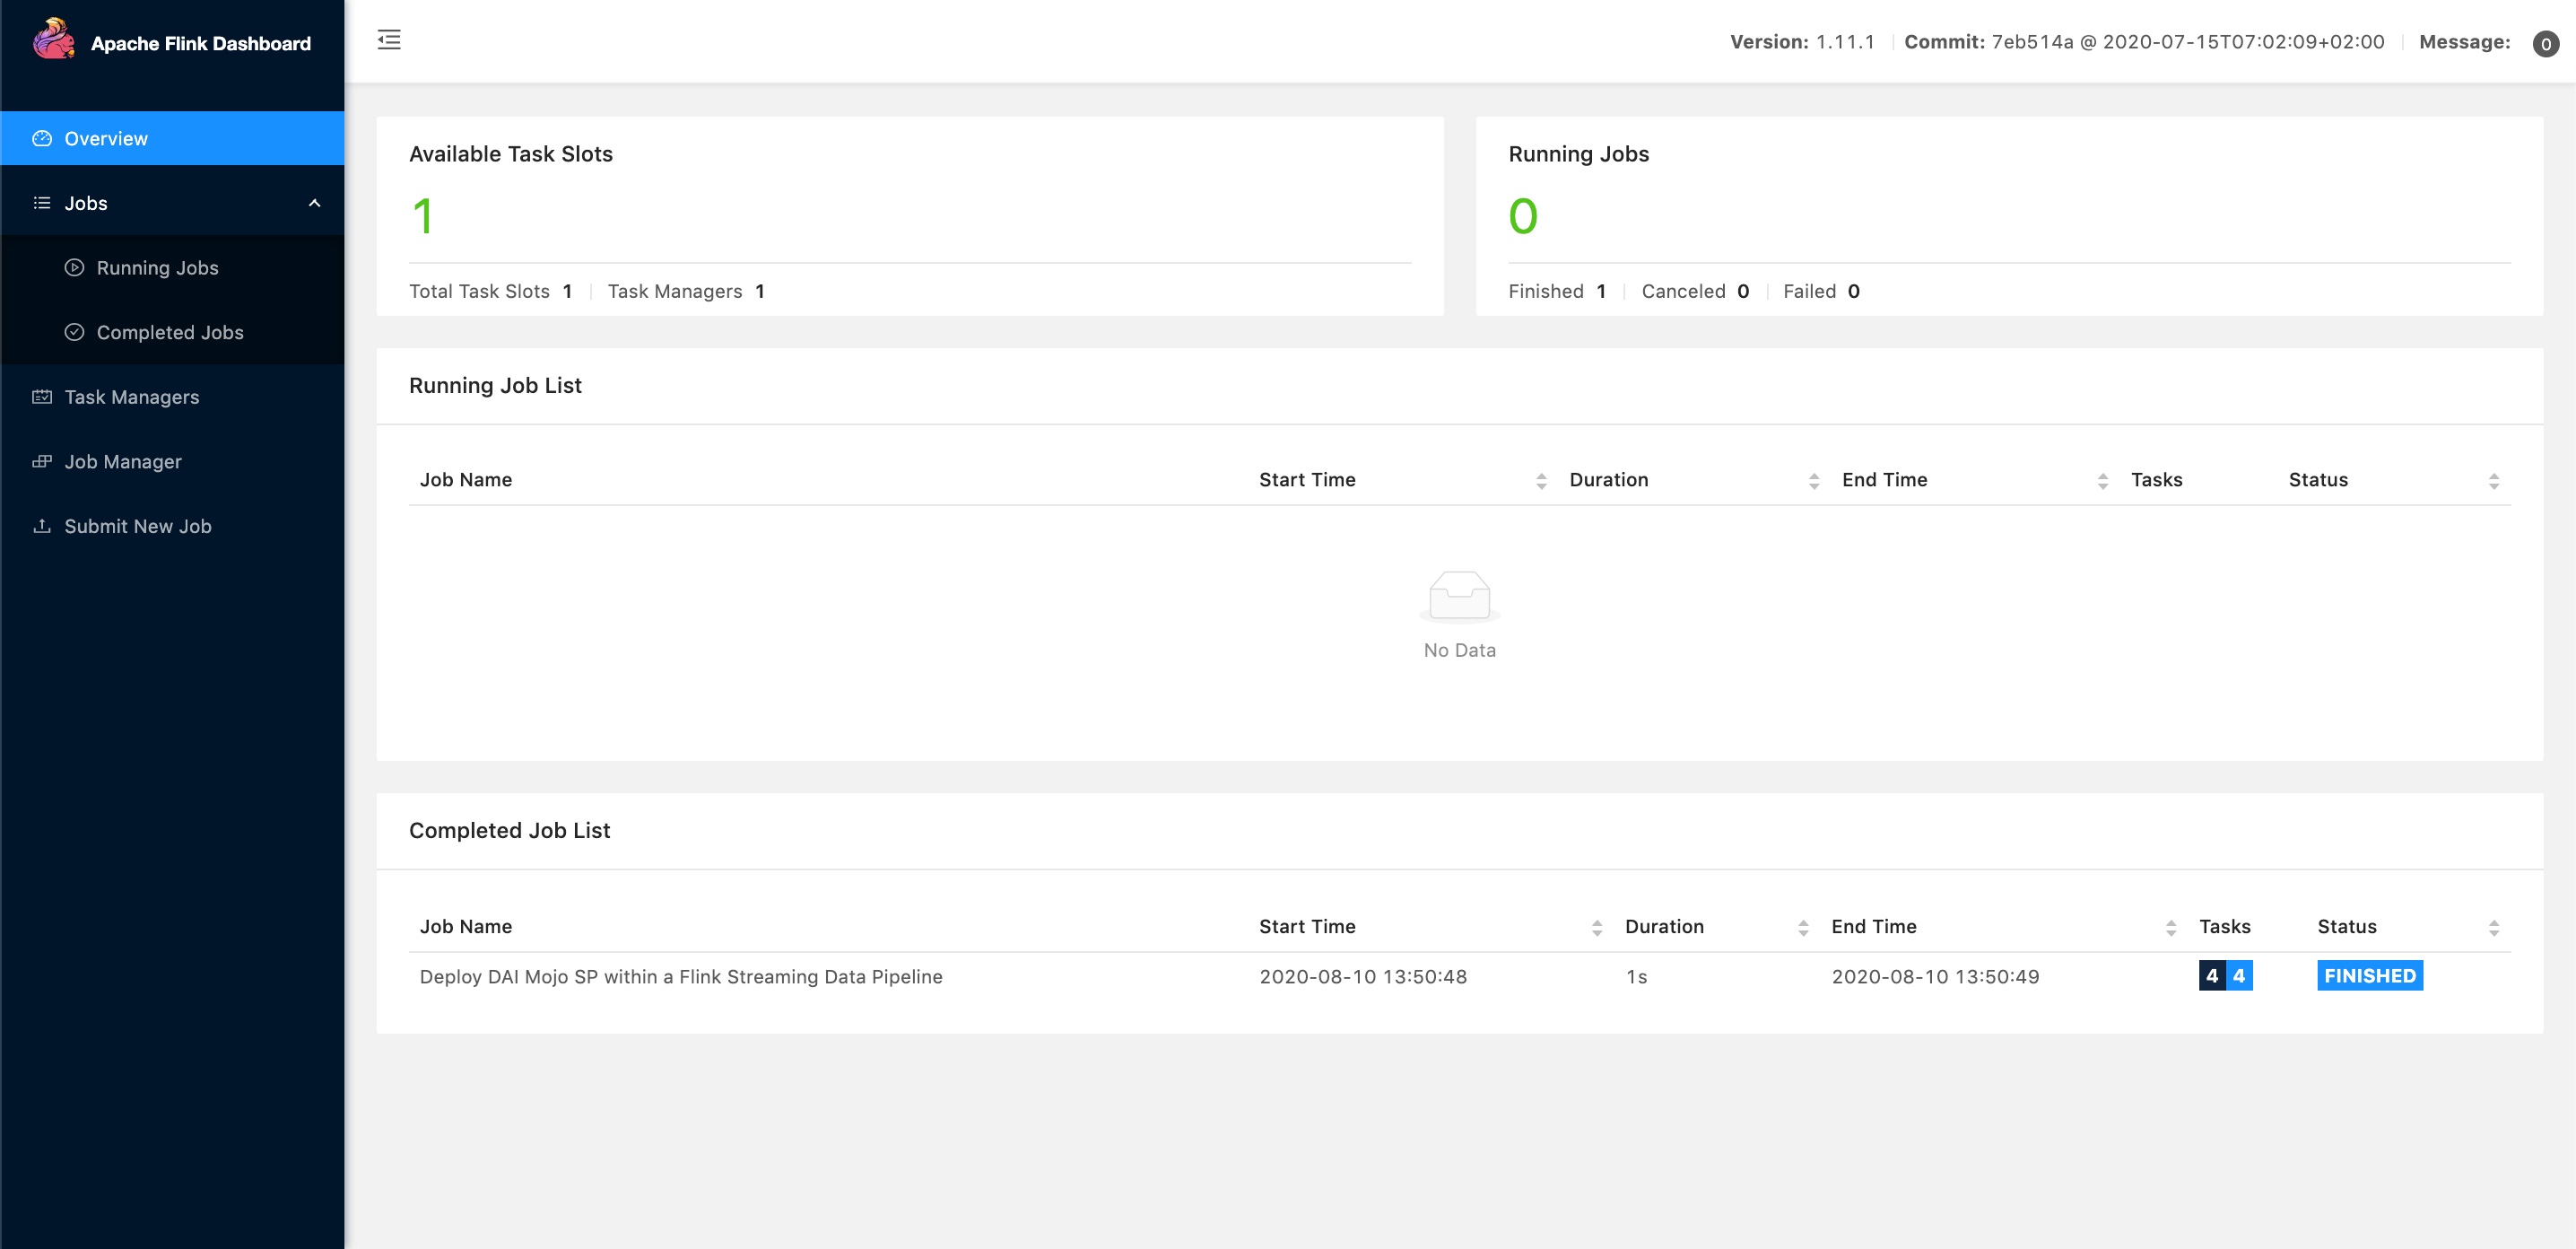 Apache Flink Dashboard
Version: 1.11.1 Commit: 7eb514a @ 2020-07-15T07:02:09+02:00 Message: 0
Overview
Jobs
Running Jobs
Completed Jobs
Task Managers
Job Manager
Submit New Job
Available Task Slots
1
Total Task Slots 1 Task Managers 1
Running Jobs
0
Finished 1 Canceled 0 Failed 0
Running Job List
Job Name Start Time Duration End Time Tasks Status
No Data
Completed Job List
Job Name Start Time Duration End Time Tasks Status
Deploy DAI Mojo SP within a Flink Streaming Data Pipeline 2020-08-10 13:50:48 1s 2020-08-10 13:50:49 4 4 FINISHED